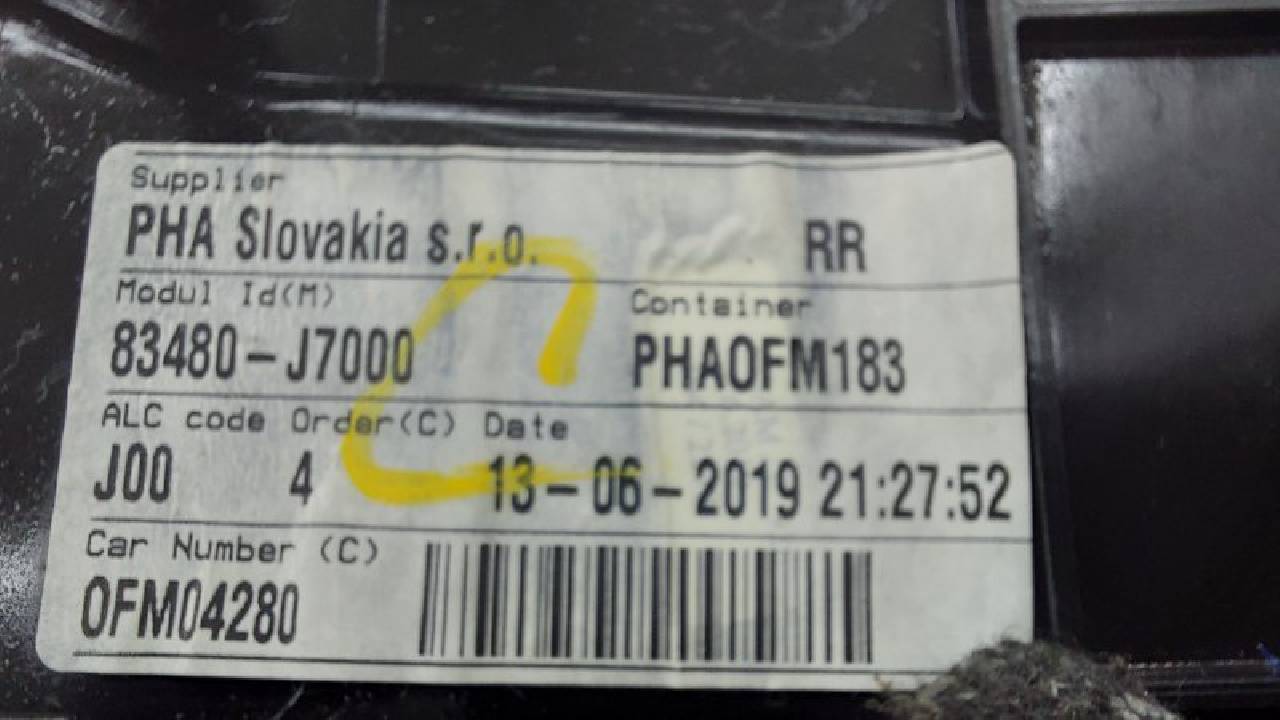 Supplier
PHA Slovakia s.r.o. RR
Modul Id(M) Container
83480-J7000 PHAOFM183
ALC code Order(C) Date
J00 4 13-06-2019 21:27:52
Car Number (C)
OFM04280